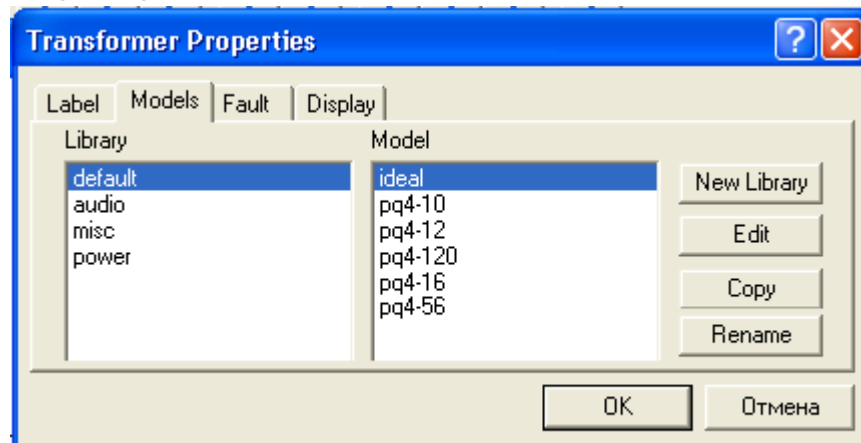 Transformer Properties
Label Models Fault Display
Library Model
default
audio
misc
power
ideal
pq4-10
pq4-12
pq4-120
pq4-16
pq4-56
New Library
Edit
Copy
Rename
OK Отмена